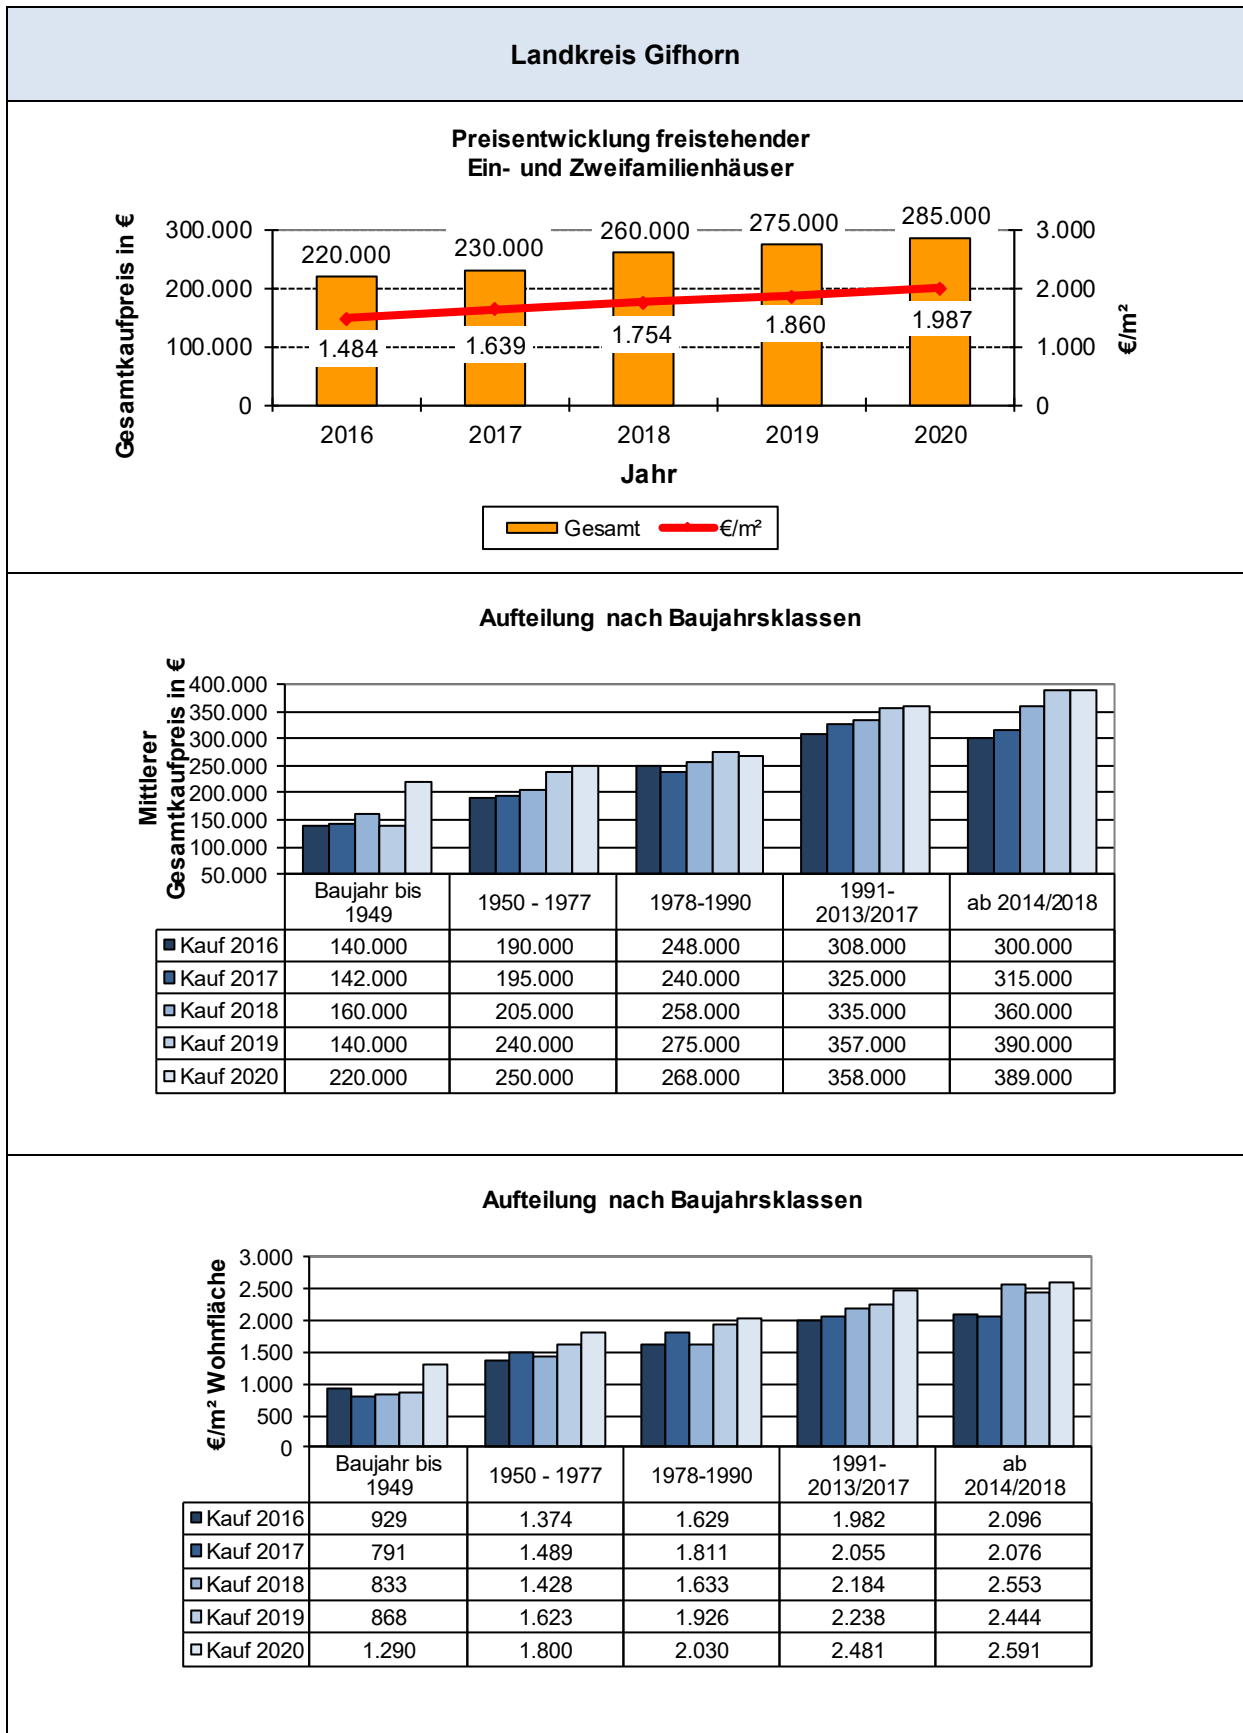 Landkreis Gifhorn
Preisentwicklung freistehender
Ein- und Zweifamilienhäuser
Gesamtkaufpreis in €
300.000
200.000
100.000
0
220.000 230.000 260.000 275.000 285.000
1.484 1.639 1.754 1.860 1.987
3.000
2.000
1.000
0
€/m²
2016 2017 2018 2019 2020
Jahr
Gesamt €/m²
Aufteilung nach Baujahrsklassen
Mittlerer
Gesamtkaufpreis in €
400.000
350.000
300.000
250.000
200.000
150.000
100.000
50.000
Baujahr bis
1949
1950 - 1977
1978-1990
1991-
2013/2017
ab 2014/2018
Kauf 2016 140.000 190.000 248.000 308.000 300.000
Kauf 2017 142.000 195.000 240.000 325.000 315.000
Kauf 2018 160.000 205.000 258.000 335.000 360.000
Kauf 2019 140.000 240.000 275.000 357.000 390.000
Kauf 2020 220.000 250.000 268.000 358.000 389.000
Aufteilung nach Baujahrsklassen
€/m² Wohnfläche
3.000
2.500
2.000
1.500
1.000
500
0
Baujahr bis
1949
1950 - 1977
1978-1990
1991-
2013/2017
ab
2014/2018
Kauf 2016 929 1.374 1.629 1.982 2.096
Kauf 2017 791 1.489 1.811 2.055 2.076
Kauf 2018 833 1.428 1.633 2.184 2.553
Kauf 2019 868 1.623 1.926 2.238 2.444
Kauf 2020 1.290 1.800 2.030 2.481 2.591